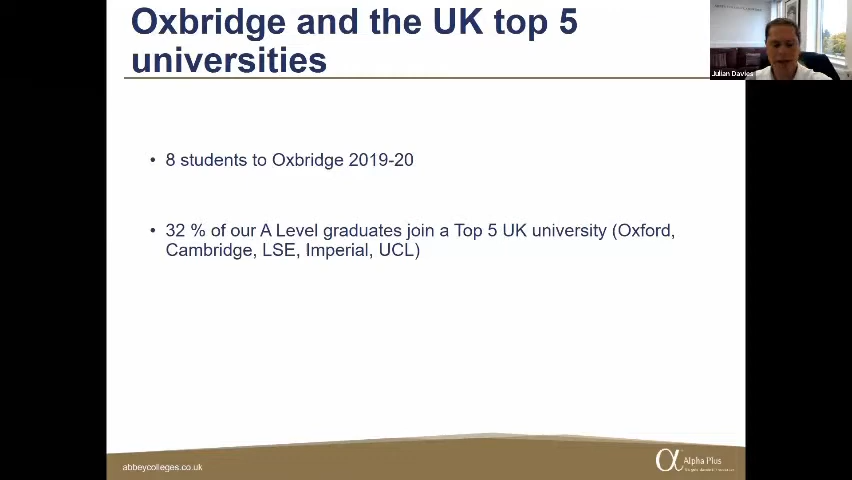 Oxbridge and the UK top 5
universities
Julian Davies
• 8 students to Oxbridge 2019-20
• 32 % of our A Level graduates join a Top 5 UK university (Oxford,
Cambridge, LSE, Imperial, UCL)
abbeycolleges.co.uk
α Alpha Plus